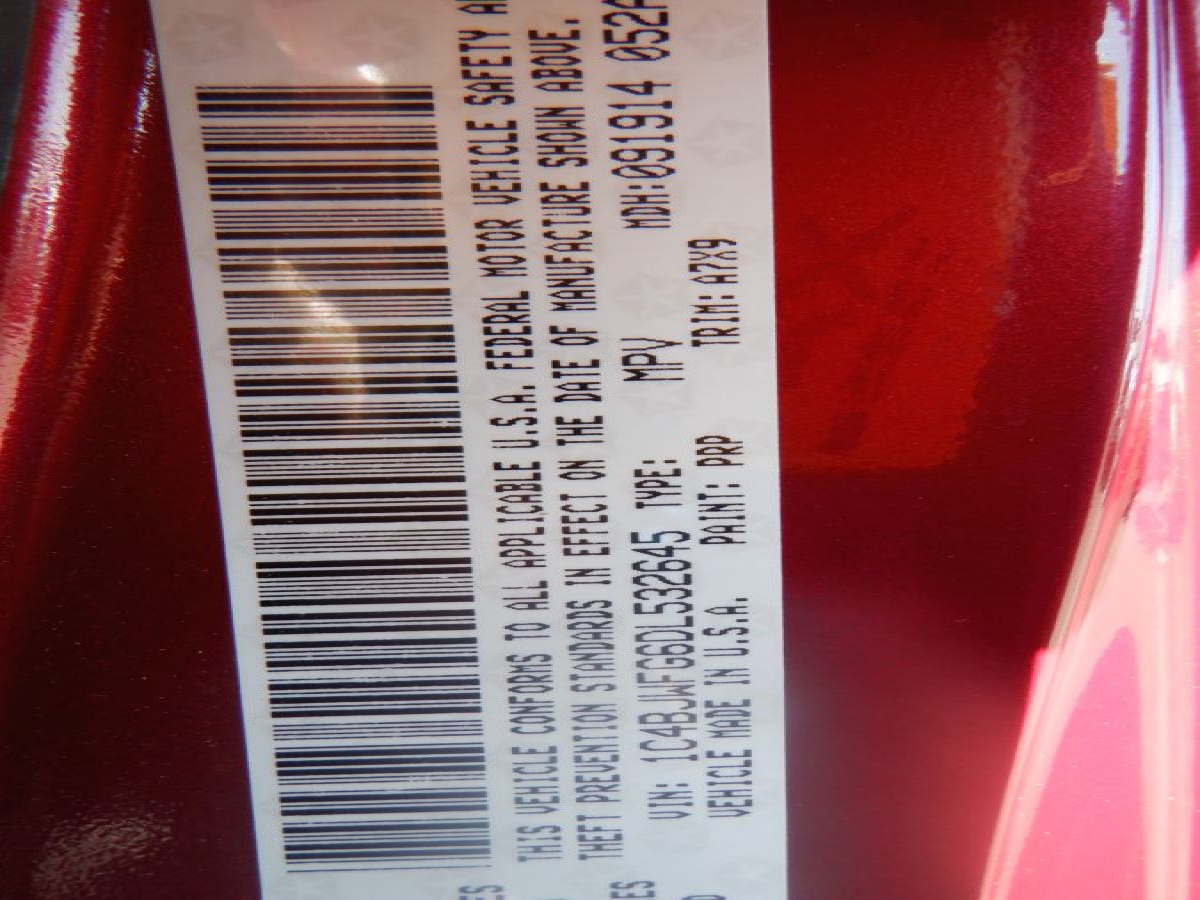 THIS VEHICLE CONFORMS TO ALL APPLICABLE U.S.A. FEDERAL MOTOR VEHICLE SAFETY
THEFT PREVENTION STANDARDS IN EFFECT ON THE DATE OF MANUFACTURE SHOWN ABOVE.
VIN: 1C4BJWFG6DL532645 TYPE: MPV MDH:091914 052
VEHICLE MADE IN U.S.A. PAINT: PRP TRIM: A7X9